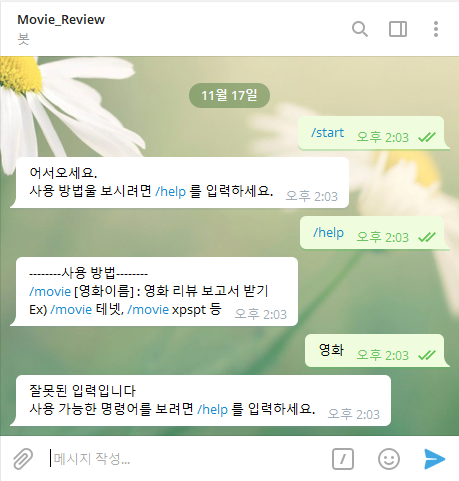 Movie_Review
봇
11월 17일
/start 오후 2:03
어서오세요.
사용 방법을 보시려면 /help 를 입력하세요. 오후 2:03
/help 오후 2:03
--------사용 방법--------
/movie [영화이름] : 영화 리뷰 보고서 받기
Ex) /movie 테넷, /movie xpspt 등 오후 2:03
영화 오후 2:03
잘못된 입력입니다
사용 가능한 명령어를 보려면 /help 를 입력하세요. 오후 2:03
메시지 작성...